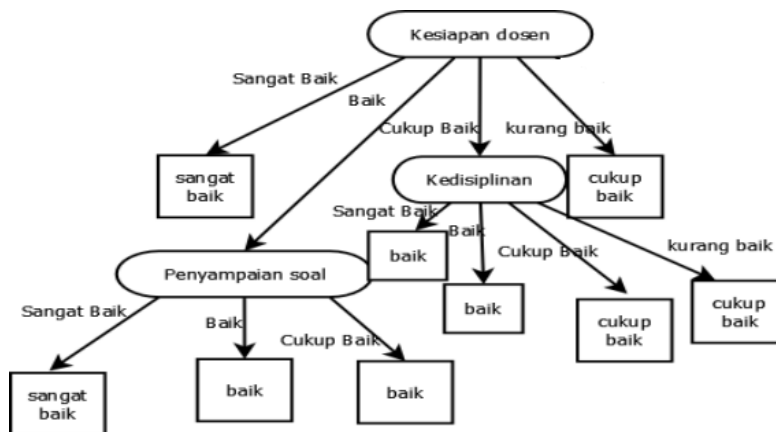 Kesiapan dosen
Sangat Baik
Baik
Cukup Baik
kurang baik
sangat
baik
Kedisiplinan
cukup
baik
Sangat Baik
Baik
Cukup Baik
kurang baik
baik
baik
cukup
baik
cukup
baik
Penyampaian soal
Sangat Baik
Baik
Cukup Baik
sangat
baik
baik
baik